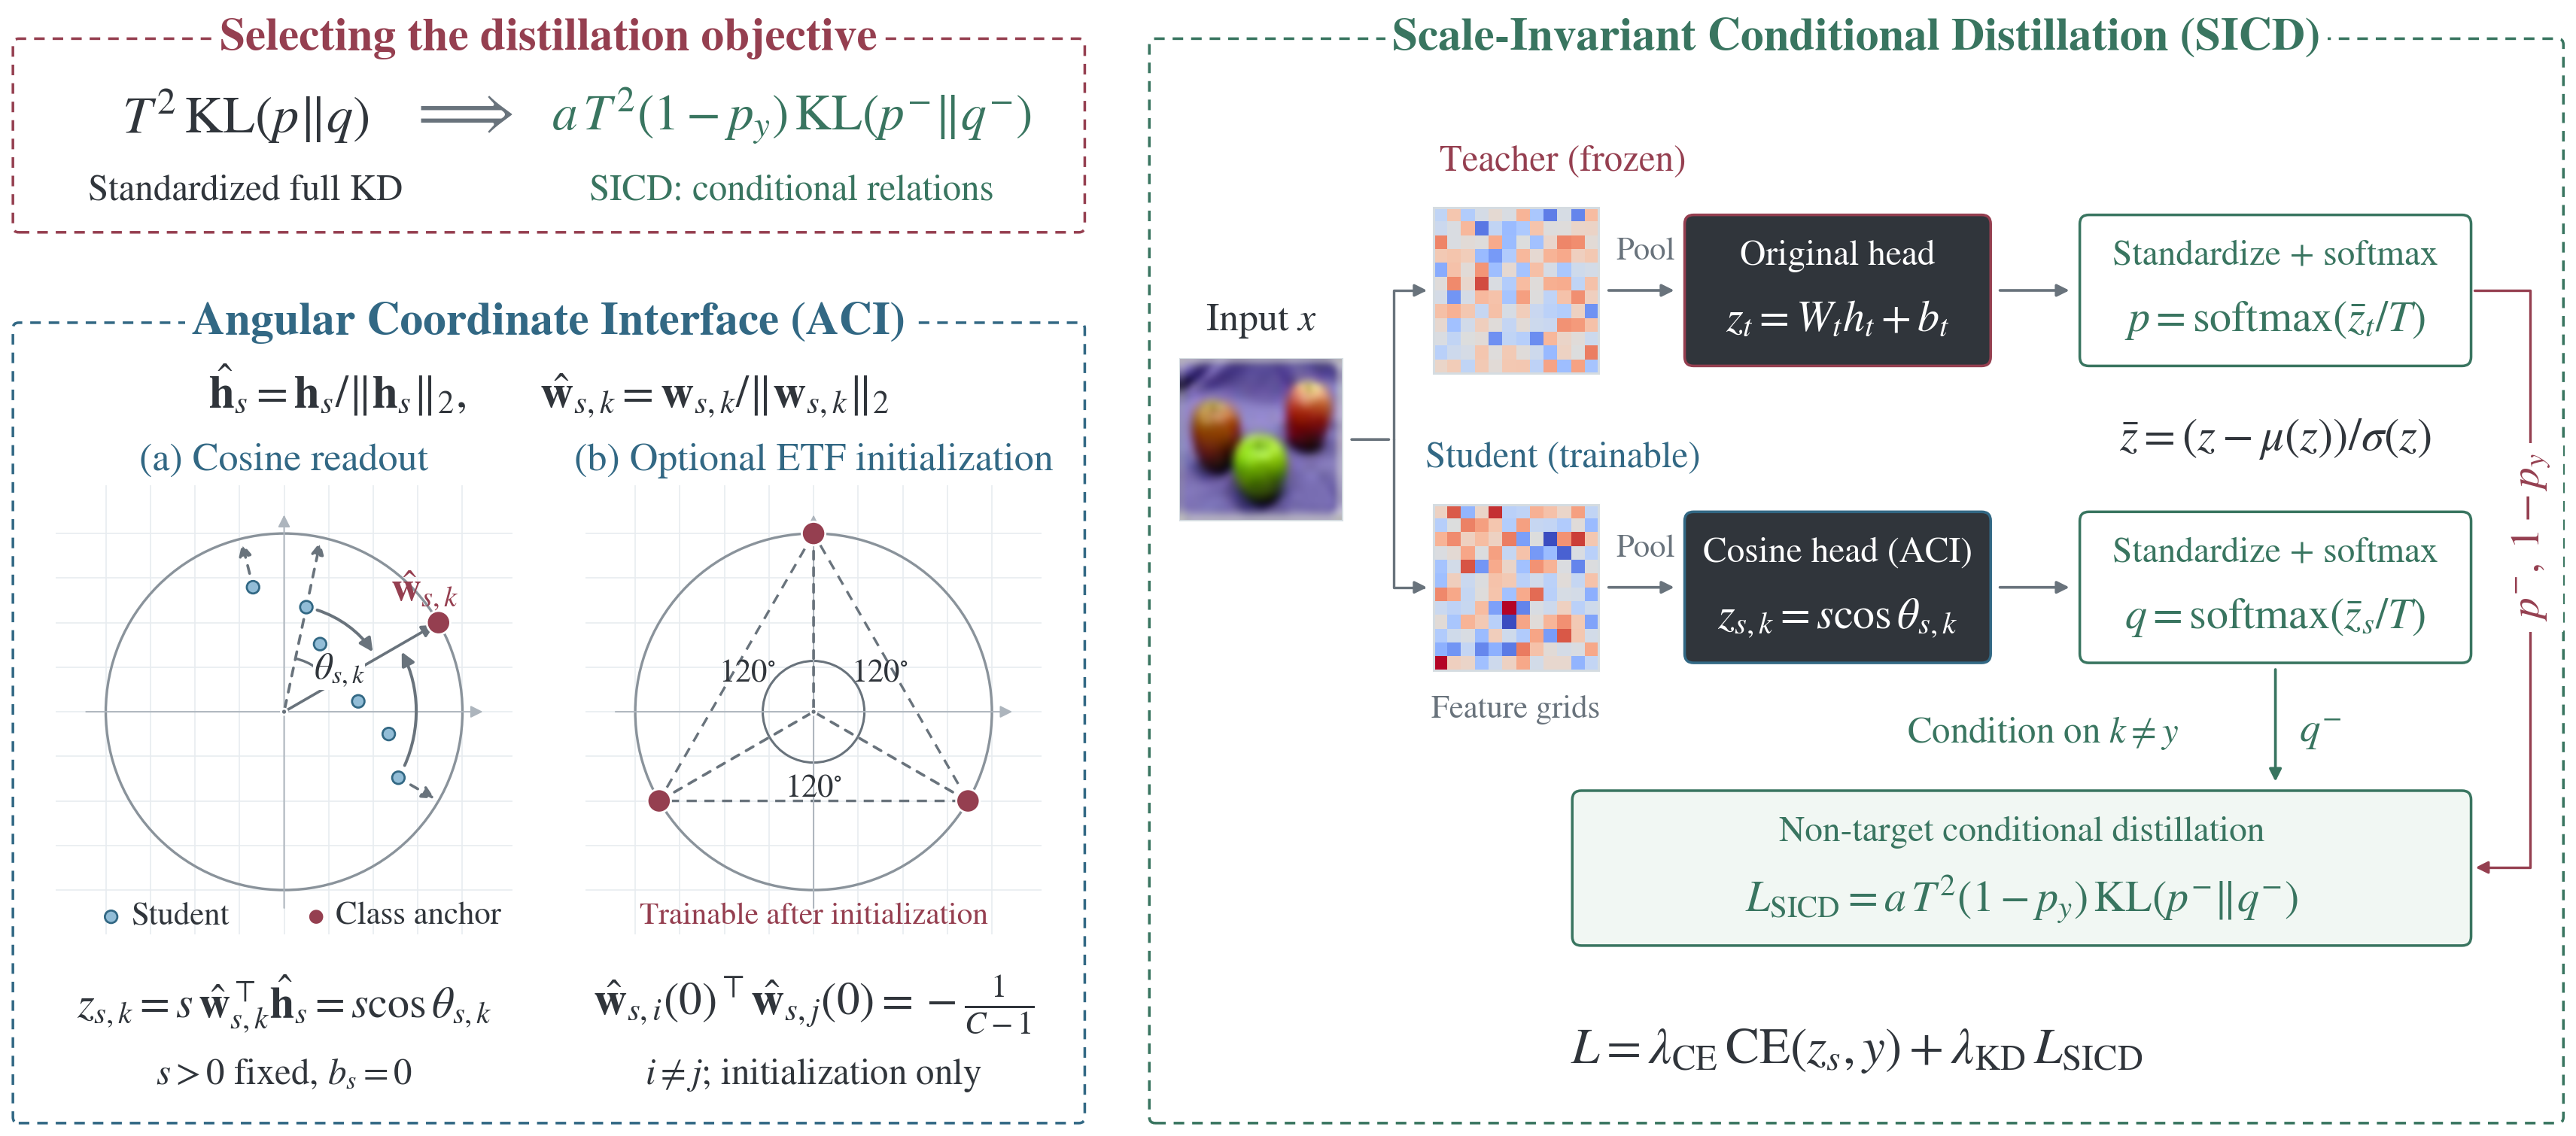 Selecting the distillation objective
T² KL(p‖q) ⟹ a T²(1 − p_y) KL(p⁻‖q⁻)
Standardized full KD
SICD: conditional relations
Angular Coordinate Interface (ACI)
ĥ_s = h_s/‖h_s‖₂, ŵ_{s,k} = w_{s,k}/‖w_{s,k}‖₂
(a) Cosine readout
(b) Optional ETF initialization
ŵ_{s,k}
θ_{s,k}
120°
120°
120°
Student
Class anchor
Trainable after initialization
z_{s,k} = s ŵ_{s,k}^⊤ ĥ_s = s cos θ_{s,k}
s > 0 fixed, b_s = 0
ŵ_{s,i}(0)^⊤ ŵ_{s,j}(0) = − 1/(C − 1)
i ≠ j; initialization only
Scale-Invariant Conditional Distillation (SICD)
Input x
Teacher (frozen)
Pool
Original head
z_t = W_t h_t + b_t
Standardize + softmax
p = softmax(z̄_t/T)
z̄ = (z − μ(z))/σ(z)
p⁻, 1 − p_y
Student (trainable)
Pool
Cosine head (ACI)
z_{s,k} = s cos θ_{s,k}
Standardize + softmax
q = softmax(z̄_s/T)
Feature grids
Condition on k ≠ y
q⁻
Non-target conditional distillation
L_SICD = a T²(1 − p_y) KL(p⁻‖q⁻)
L = λ_CE CE(z_s, y) + λ_KD L_SICD